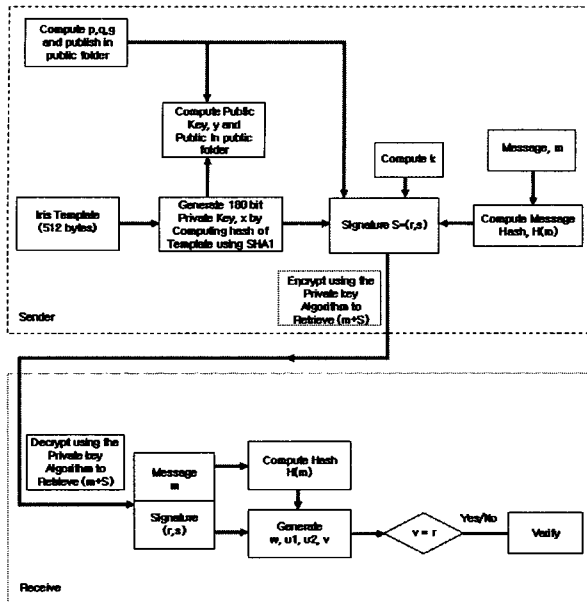 Compute p,q,g
and publish in
public folder
Compute Public
Key, y and
Public in public
folder
Compute k
Message, m
Iris Template
(512 bytes)
Generate 160 bit
Private Key, x by
Computing hash of
Template using SHA1
Signature S=(r,s)
Compute Message
Hash, H(m)
Encrypt using the
Private key
Algorithm to
Retrieve (m+S)
Sender
Decrypt using the
Private key
Algorithm to
Retrieve (m+S)
Message
m
Signature
(r,s)
Compute Hash
H(m)
Generate
w, u1, u2, v
v = r
Yes/No
Verify
Receive